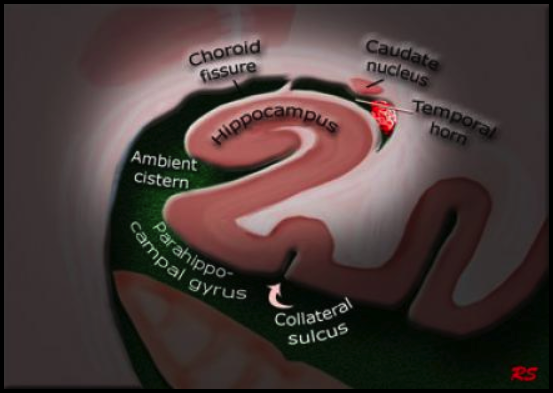 Choroid
fissure
Caudate
nucleus
Hippocampus
Temporal
horn
Ambient
cistern
Parahippo-
campal gyrus
Collateral
sulcus
RS